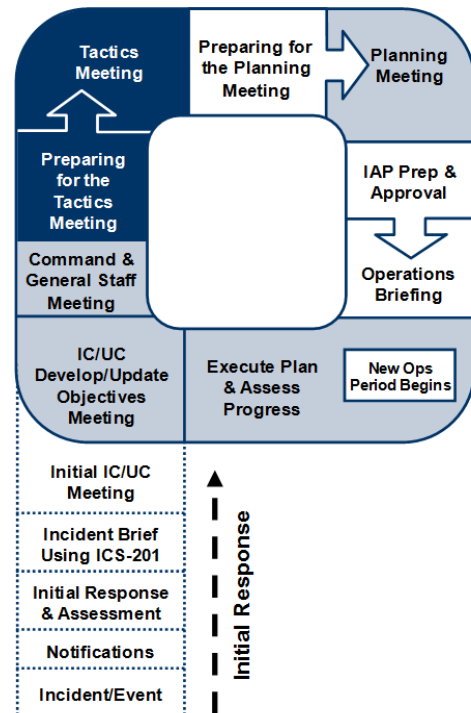 Tactics
Meeting
Preparing for
the Planning
Meeting
Planning
Meeting
Preparing
for the
Tactics
Meeting
IAP Prep &
Approval
Command &
General Staff
Meeting
Operations
Briefing
IC/UC
Develop/Update
Objectives
Meeting
Execute Plan
& Assess
Progress
New Ops
Period Begins
Initial IC/UC
Meeting
Incident Brief
Using ICS-201
Initial Response
& Assessment
Notifications
Incident/Event
Initial Response